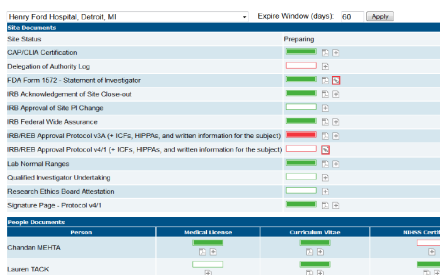 Henry Ford Hospital, Detroit, MI Expire Window (days): 60 Apply
Site Documents
Site Status Preparing
CAP/CLIA Certification
Delegation of Authority Log
FDA Form 1572 - Statement of Investigator
IRB Acknowledgement of Site Close-out
IRB Approval of Site PI Change
IRB Federal Wide Assurance
IRB/REB Approval Protocol v3A (+ ICFs, HIPPAs, and written information for the subject)
IRB/REB Approval Protocol v4/1 (+ ICFs, HIPPAs, and written information for the subject)
Lab Normal Ranges
Qualified Investigator Undertaking
Research Ethics Board Attestation
Signature Page - Protocol v4/1
People Documents
Person Medical License Curriculum Vitae
Chandan MEHTA
Lauren TACK